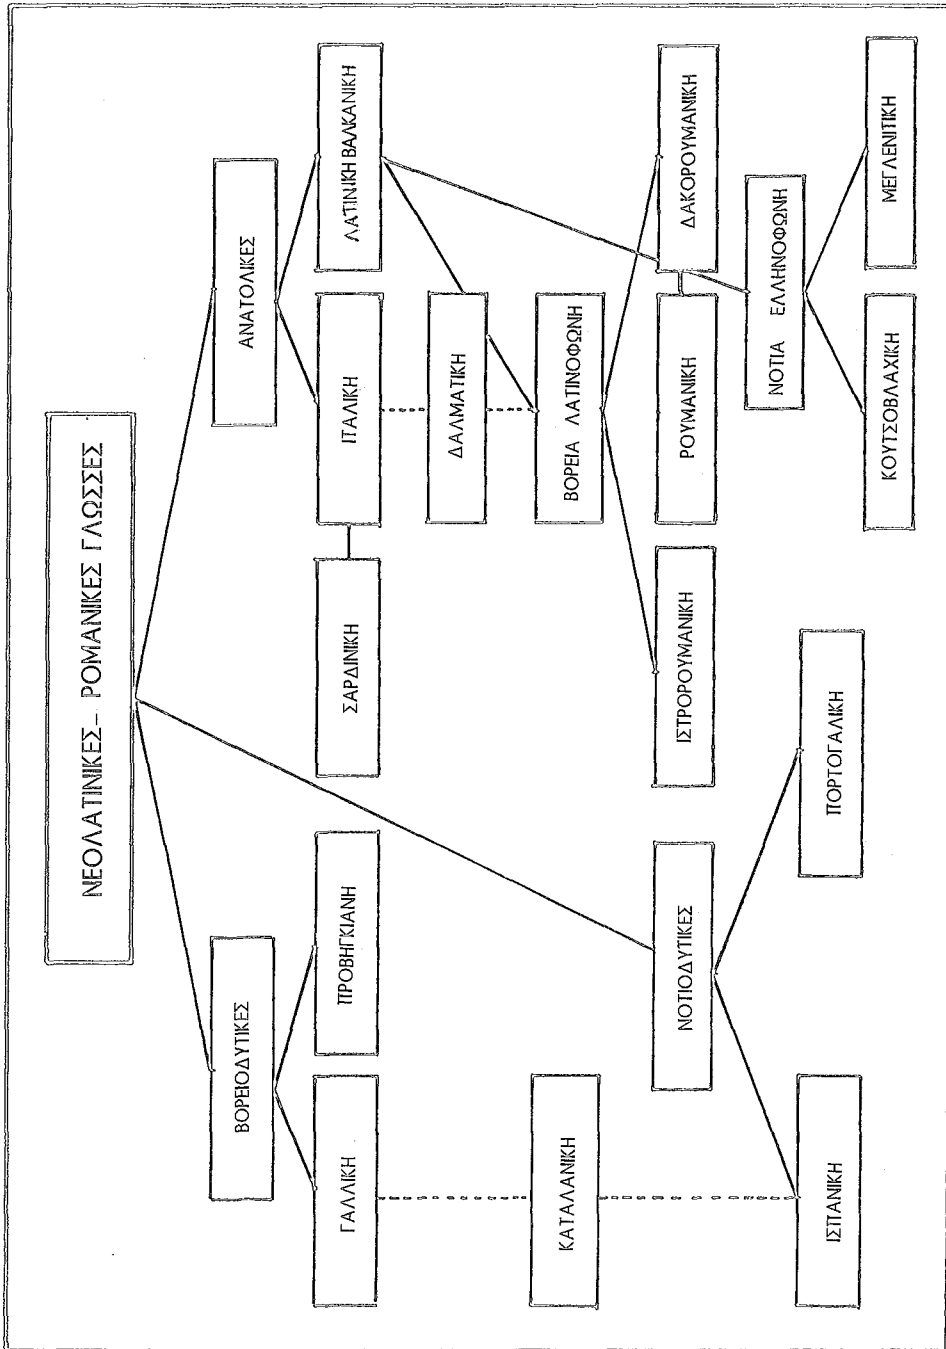 ΝΕΟΛΑΤΙΝΙΚΕΣ– ΡΟΜΑΝΙΚΕΣ ΓΛΩΣΣΕΣ
ΒΟΡΕΙΟΔΥΤΙΚΕΣ
ΑΝΑΤΟΛΙΚΕΣ
ΓΑΛΛΙΚΗ
ΠΡΟΒΗΓΚΙΑΝΗ
ΣΑΡΔΙΝΙΚΗ
ΙΤΑΛΙΚΗ
ΛΑΤΙΝΙΚΗ ΒΑΛΚΑΝΙΚΗ
ΔΑΛΜΑΤΙΚΗ
ΚΑΤΑΛΑΝΙΚΗ
ΒΟΡΕΙΑ ΛΑΤΙΝΟΦΩΝΗ
ΝΟΤΙΟΔΥΤΙΚΕΣ
ΙΣΤΡΟΡΟΥΜΑΝΙΚΗ
ΡΟΥΜΑΝΙΚΗ
ΔΑΚΟΡΟΥΜΑΝΙΚΗ
ΝΟΤΙΑ ΕΛΛΗΝΟΦΩΝΗ
ΙΣΠΑΝΙΚΗ
ΠΟΡΤΟΓΑΛΙΚΗ
ΚΟΥΤΣΟΒΛΑΧΙΚΗ
ΜΕΓΛΕΝΙΤΙΚΗ